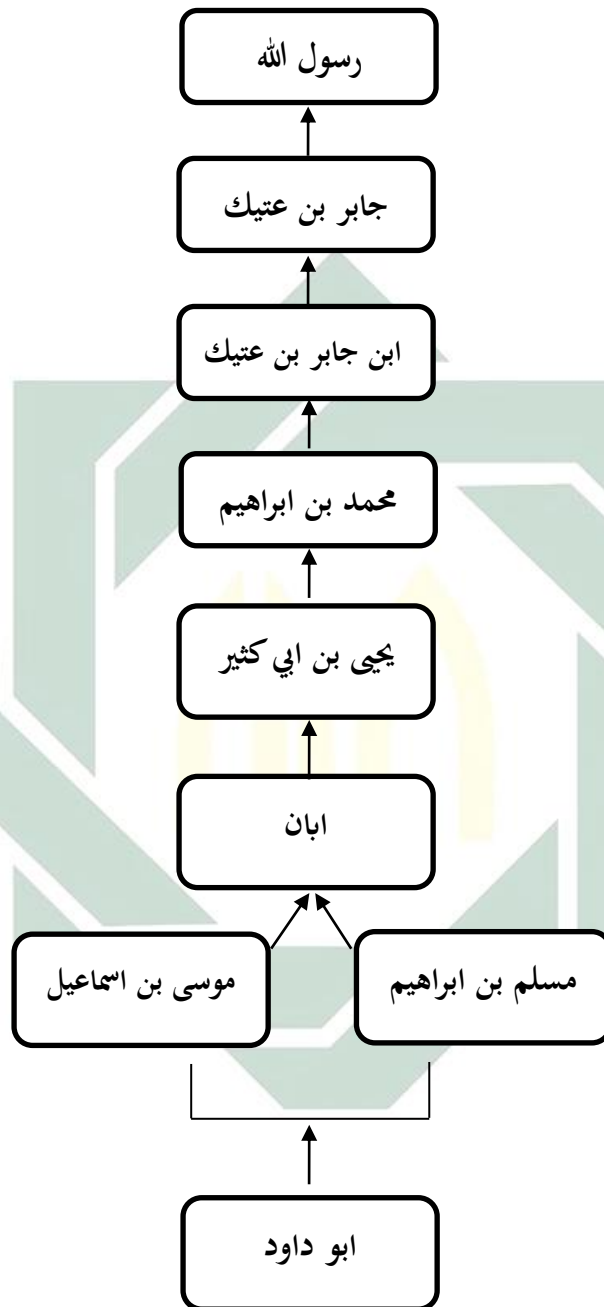 رسول الله
جابر بن عتيك
ابن جابر بن عتيك
محمد بن ابراهيم
يحيى بن ابي كثير
ابان
مسلم بن ابراهيم
موسى بن اسماعيل
ابو داود